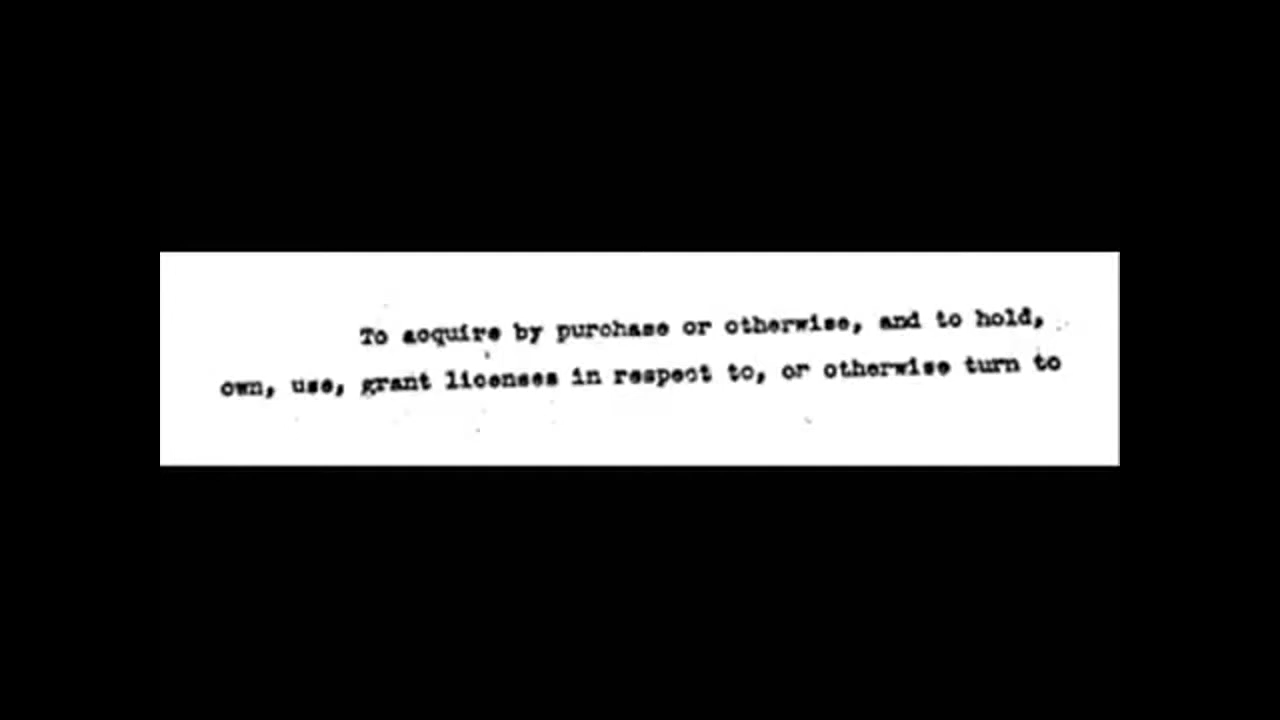 To acquire by purchase or otherwise, and to hold,
own, use, grant licenses in respect to, or otherwise turn to